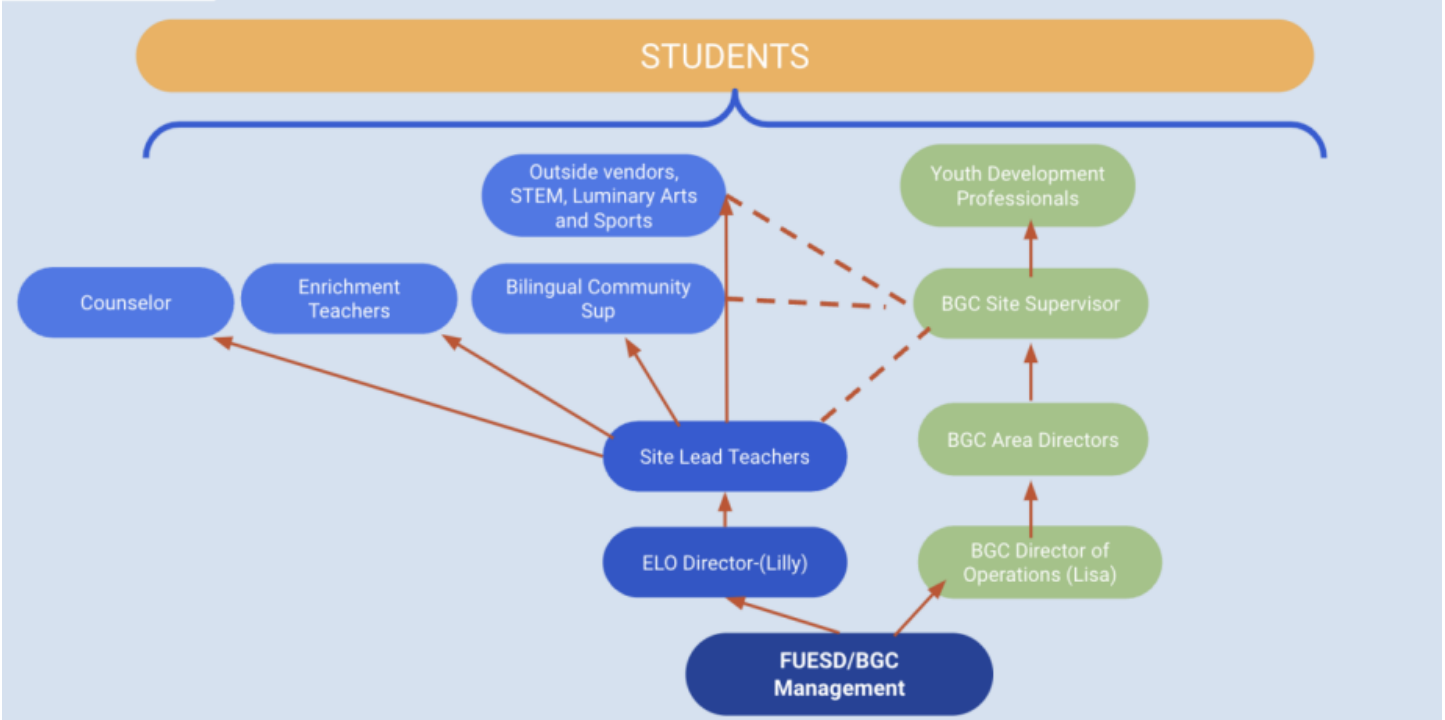 STUDENTS
Outside vendors,
STEM, Luminary Arts
and Sports
Youth Development
Professionals
Counselor
Enrichment
Teachers
Bilingual Community
Sup
BGC Site Supervisor
Site Lead Teachers
BGC Area Directors
ELO Director-(Lilly)
BGC Director of
Operations (Lisa)
FUESD/BGC
Management